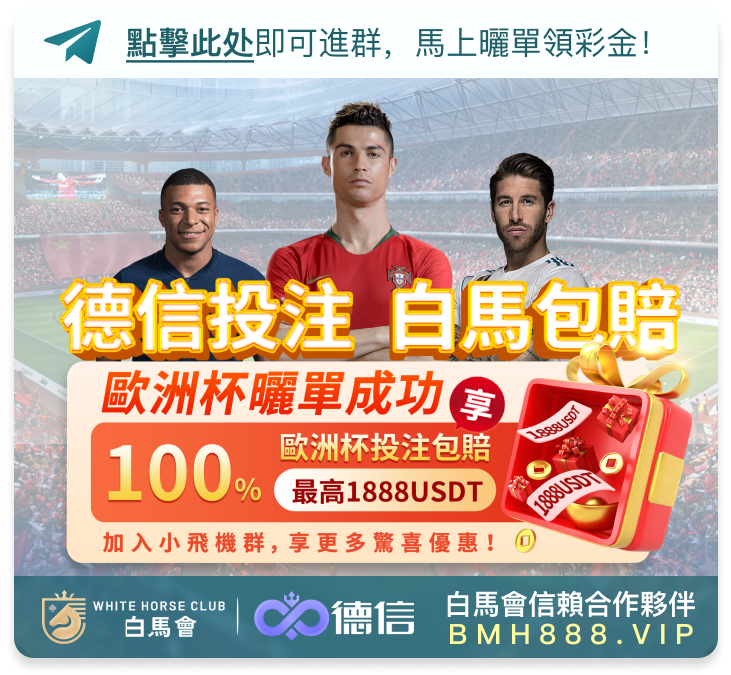 點擊此处即可進群，馬上曬單領彩金！
德信投注 白馬包賠
歐洲杯曬單成功 享
100%
歐洲杯投注包賠
最高1888USDT
1888USDT
1888USDT
加入小飛機群，享更多驚喜優惠！
WHITE HORSE CLUB
白馬會
德信
白馬會信賴合作夥伴
BMH888.VIP